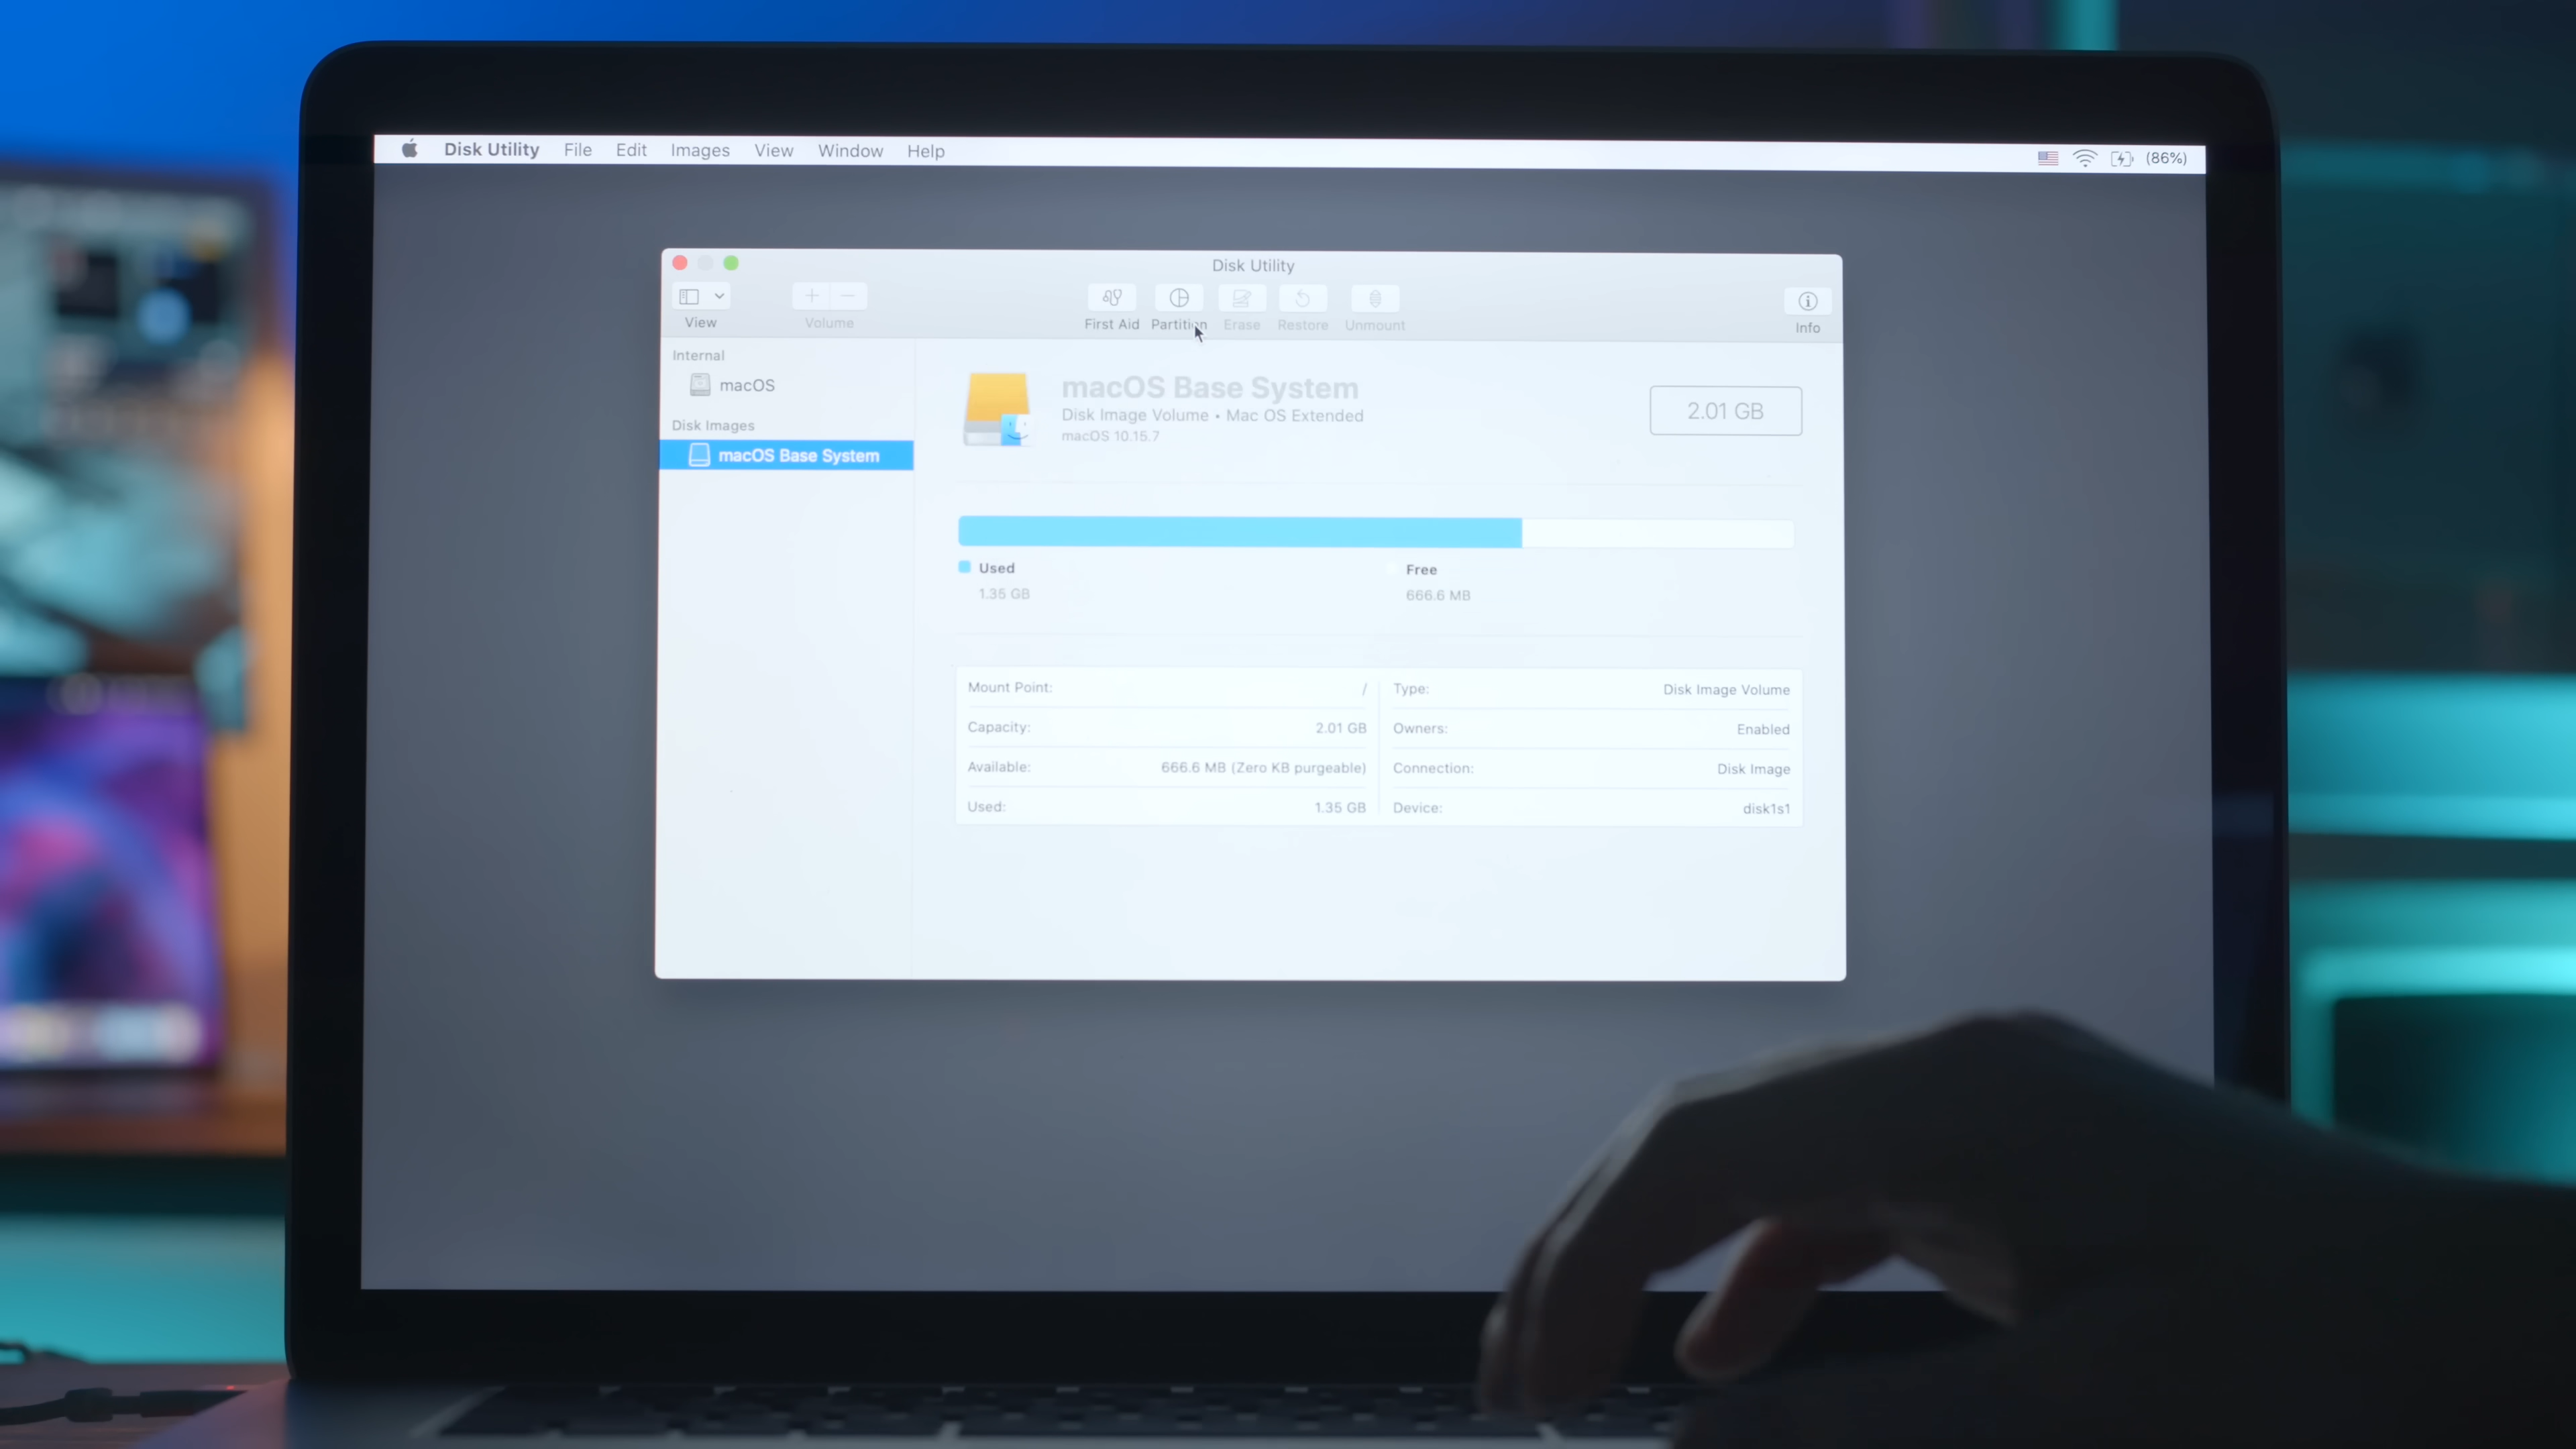 Disk Utility File Edit Images View Window Help (86%)
Disk Utility
View Volume First Aid Partition Erase Restore Unmount Info
Internal
macOS
Disk Images
macOS Base System
macOS Base System
Disk Image Volume • Mac OS Extended
macOS 10.15.7
2.01 GB
Used Free
1.35 GB 666.6 MB
Mount Point: / Type: Disk Image Volume
Capacity: 2.01 GB Owners: Enabled
Available: 666.6 MB (Zero KB purgeable) Connection: Disk Image
Used: 1.35 GB Device: disk1s1